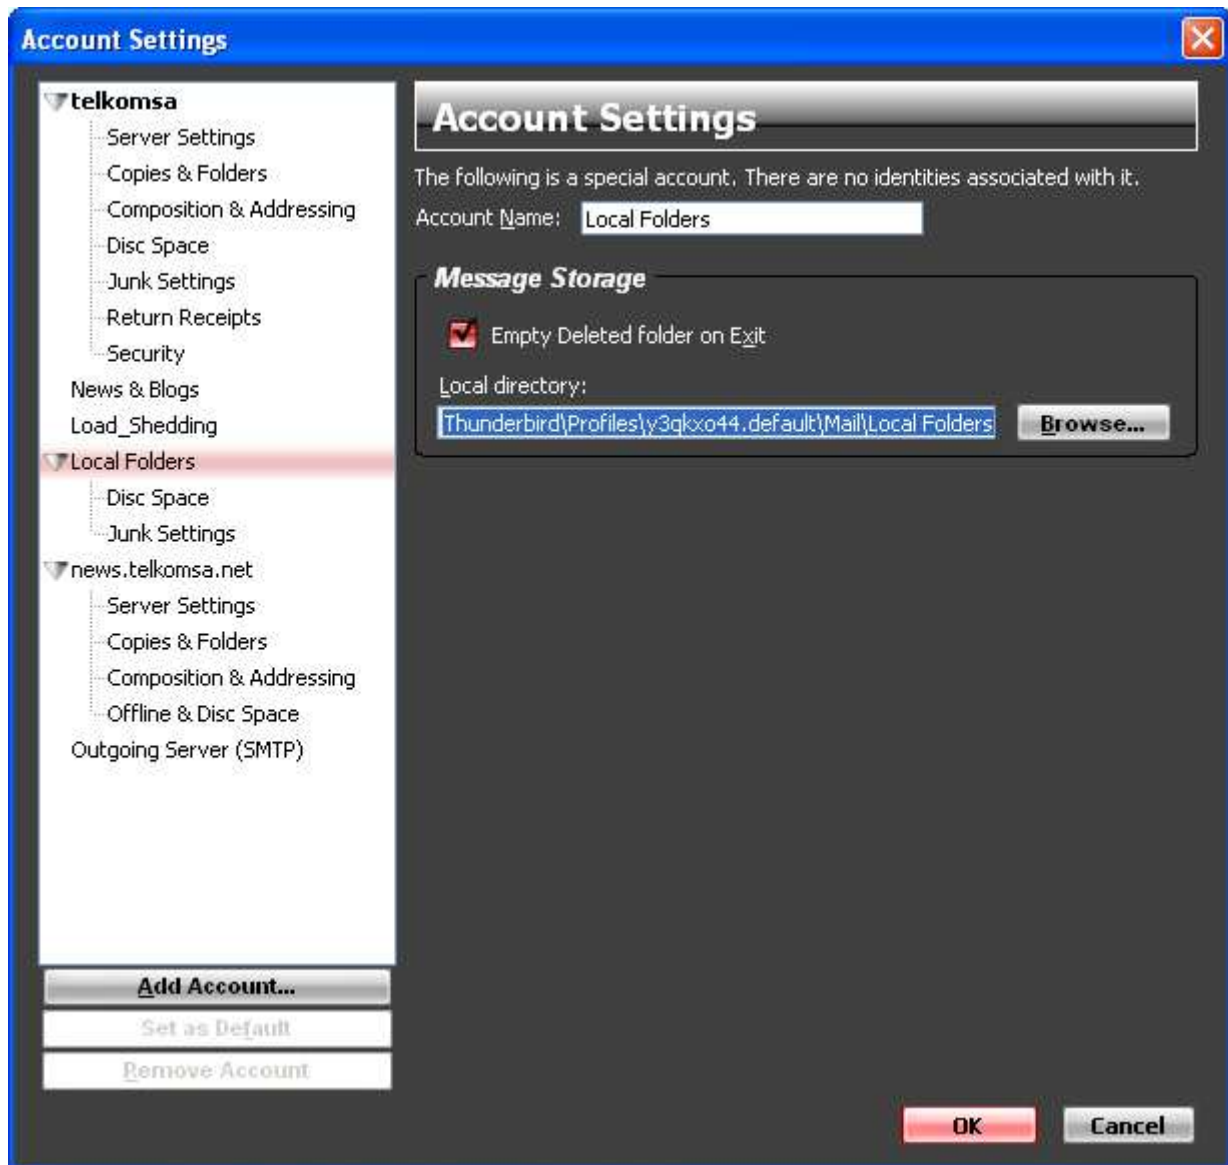 Account Settings
telkomsa
Server Settings
Copies & Folders
Composition & Addressing
Disc Space
Junk Settings
Return Receipts
Security
News & Blogs
Load_Shedding
Local Folders
Disc Space
Junk Settings
news.telkomsa.net
Server Settings
Copies & Folders
Composition & Addressing
Offline & Disc Space
Outgoing Server (SMTP)
Add Account...
Set as Default
Remove Account
Account Settings
The following is a special account. There are no identities associated with it.
Account Name: Local Folders
Message Storage
Empty Deleted folder on Exit
Local directory:
Thunderbird\Profiles\y3qkxo44.default\Mail\Local Folders Browse...
OK Cancel